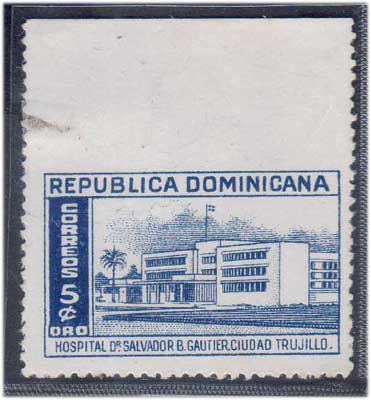 REPUBLICA DOMINICANA
CORREOS
5¢
ORO
HOSPITAL DR SALVADOR B. GAUTIER. CIUDAD TRUJILLO.